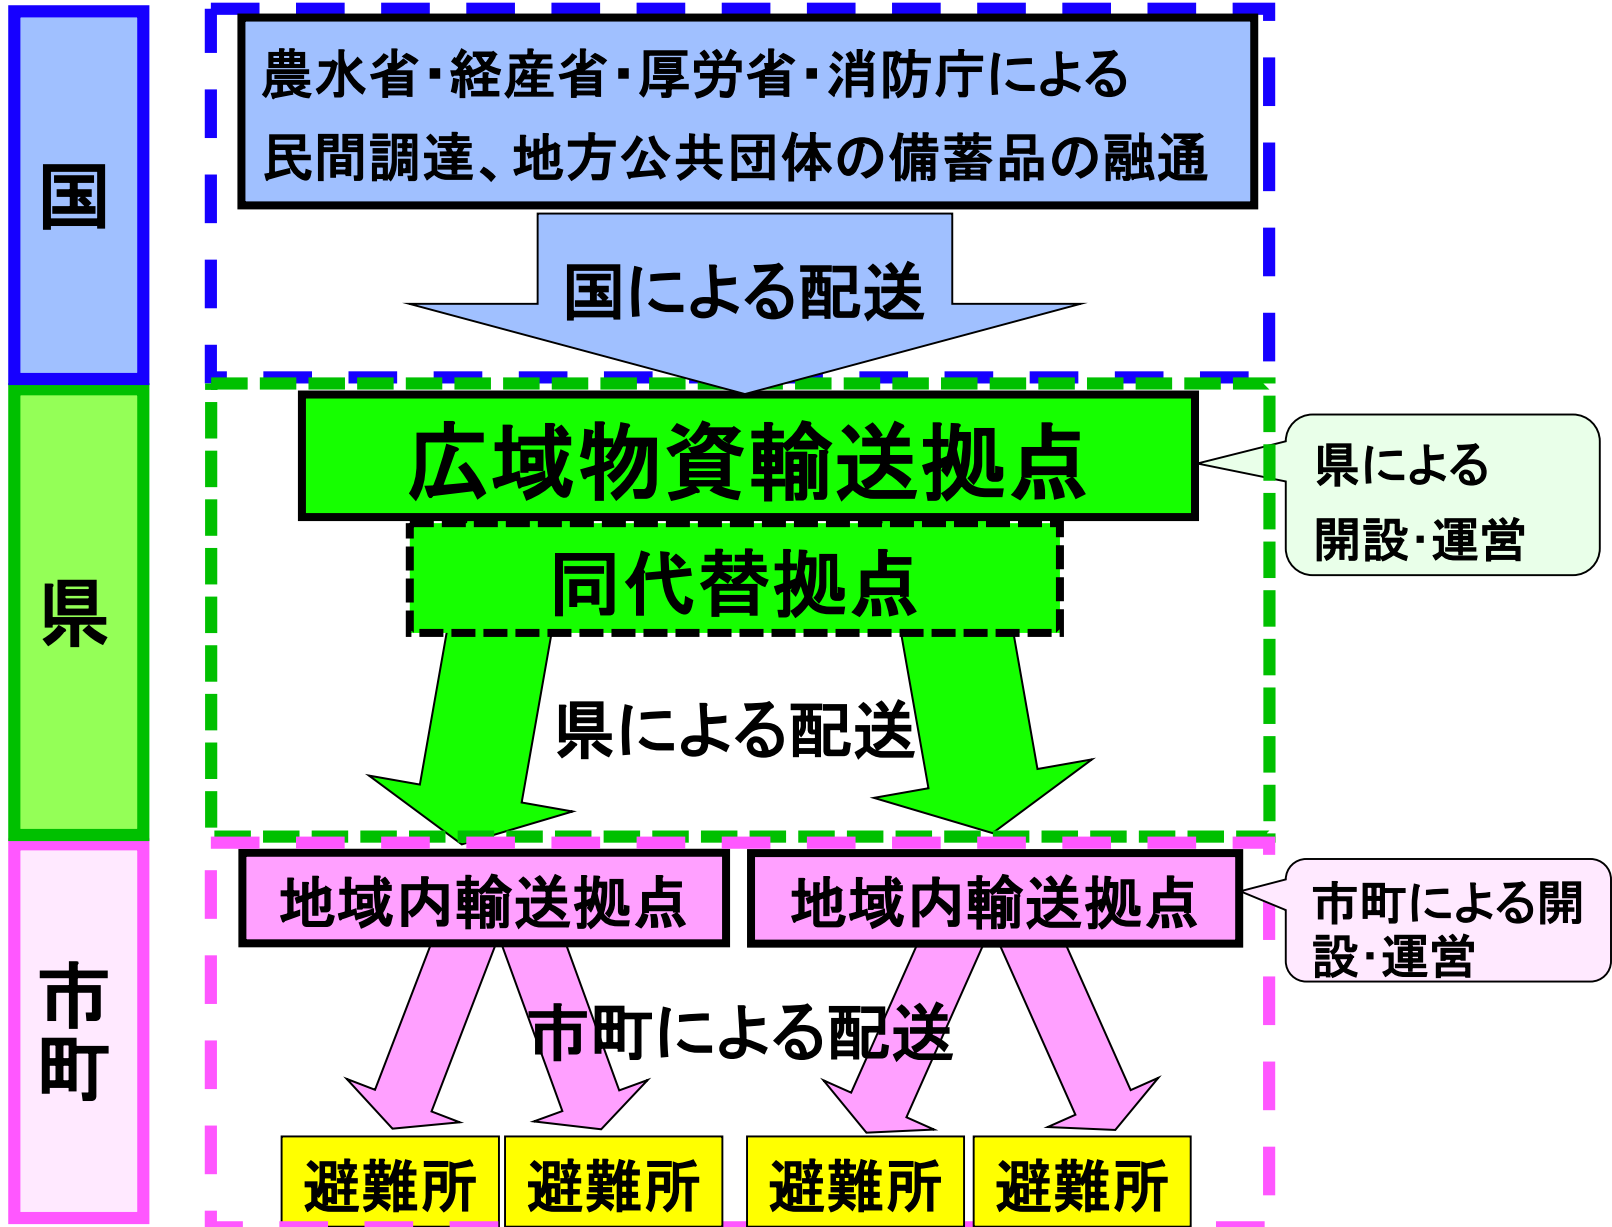 国
農水省・経産省・厚労省・消防庁による
民間調達、地方公共団体の備蓄品の融通
国による配送
県
広域物資輸送拠点
同代替拠点
県による
開設・運営
県による配送
市
町
地域内輸送拠点
地域内輸送拠点
市町による開
設・運営
市町による配送
避難所
避難所
避難所
避難所